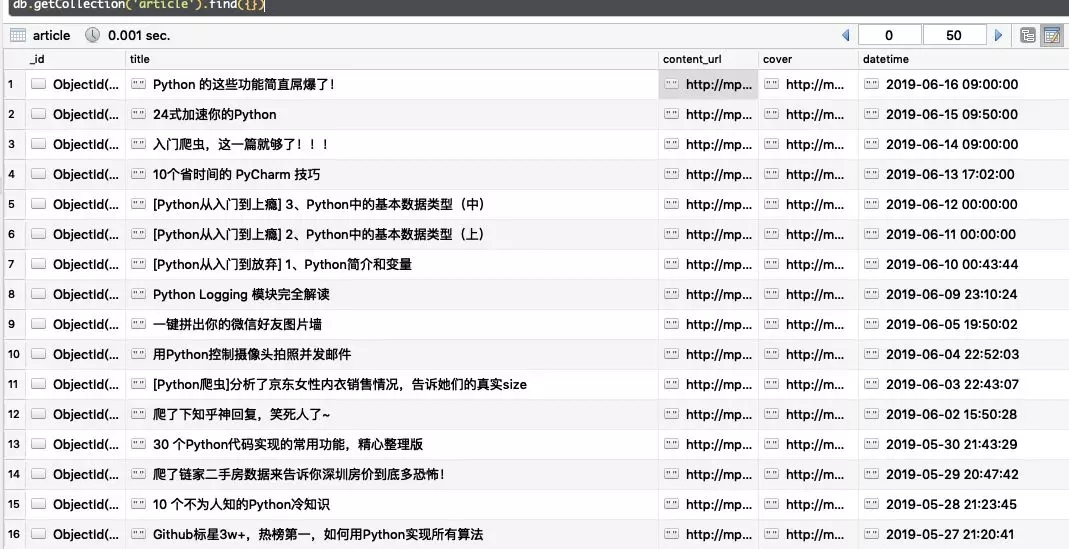 db.getCollection('article').find({})
article 0.001 sec. 0 50
_id title content_url cover datetime
1 ObjectId(... Python 的这些功能简直屌爆了! http://mp... http://m... 2019-06-16 09:00:00
2 ObjectId(... 24式加速你的Python http://mp... http://m... 2019-06-15 09:50:00
3 ObjectId(... 入门爬虫，这一篇就够了！！！ http://mp... http://m... 2019-06-14 09:00:00
4 ObjectId(... 10个省时间的 PyCharm 技巧 http://mp... http://m... 2019-06-13 17:02:00
5 ObjectId(... [Python从入门到上瘾] 3、Python中的基本数据类型（中） http://mp... http://m... 2019-06-12 00:00:00
6 ObjectId(... [Python从入门到上瘾] 2、Python中的基本数据类型（上） http://mp... http://m... 2019-06-11 00:00:00
7 ObjectId(... [Python从入门到放弃] 1、Python简介和变量 http://mp... http://m... 2019-06-10 00:43:44
8 ObjectId(... Python Logging 模块完全解读 http://mp... http://m... 2019-06-09 23:10:24
9 ObjectId(... 一键拼出你的微信好友图片墙 http://mp... http://m... 2019-06-05 19:50:02
10 ObjectId(... 用Python控制摄像头拍照并发邮件 http://mp... http://m... 2019-06-04 22:52:03
11 ObjectId(... [Python爬虫]分析了京东女性内衣销售情况，告诉她们的真实size http://mp... http://m... 2019-06-03 22:43:07
12 ObjectId(... 爬了下知乎神回复，笑死人了~ http://mp... http://m... 2019-06-02 15:50:28
13 ObjectId(... 30 个Python代码实现的常用功能，精心整理版 http://mp... http://m... 2019-05-30 21:43:29
14 ObjectId(... 爬了链家二手房数据来告诉你深圳房价到底多恐怖! http://mp... http://m... 2019-05-29 20:47:42
15 ObjectId(... 10 个不为人知的Python冷知识 http://mp... http://m... 2019-05-28 21:23:45
16 ObjectId(... Github标星3w+，热榜第一，如何用Python实现所有算法 http://mp... http://m... 2019-05-27 21:20:41